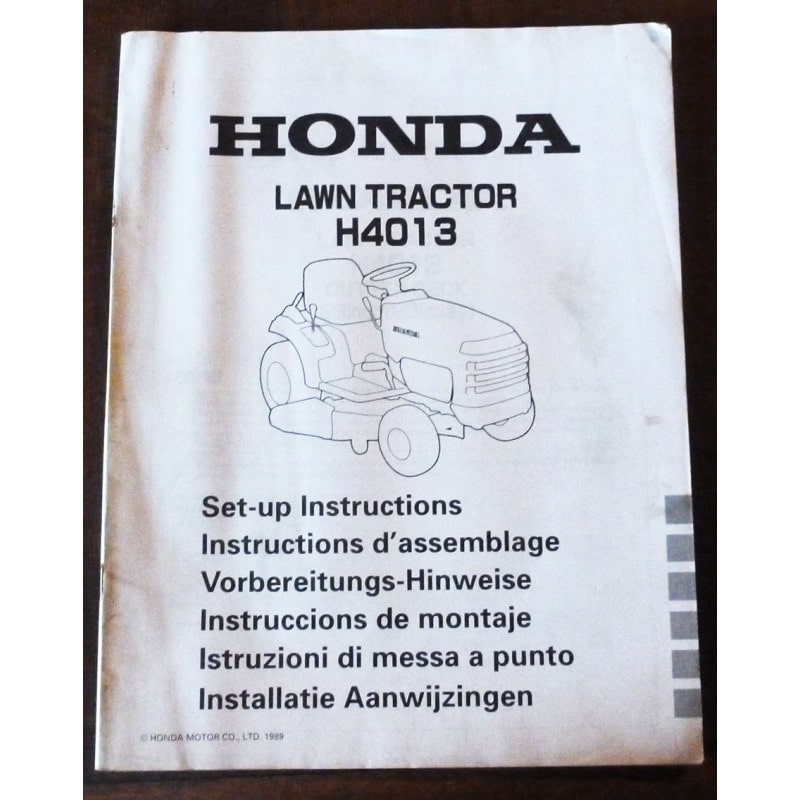 HONDA
LAWN TRACTOR
H4013
Set-up Instructions
Instructions d'assemblage
Vorbereitungs-Hinweise
Instruccions de montaje
Istruzioni di messa a punto
Installatie Aanwijzingen
© HONDA MOTOR CO., LTD. 1989